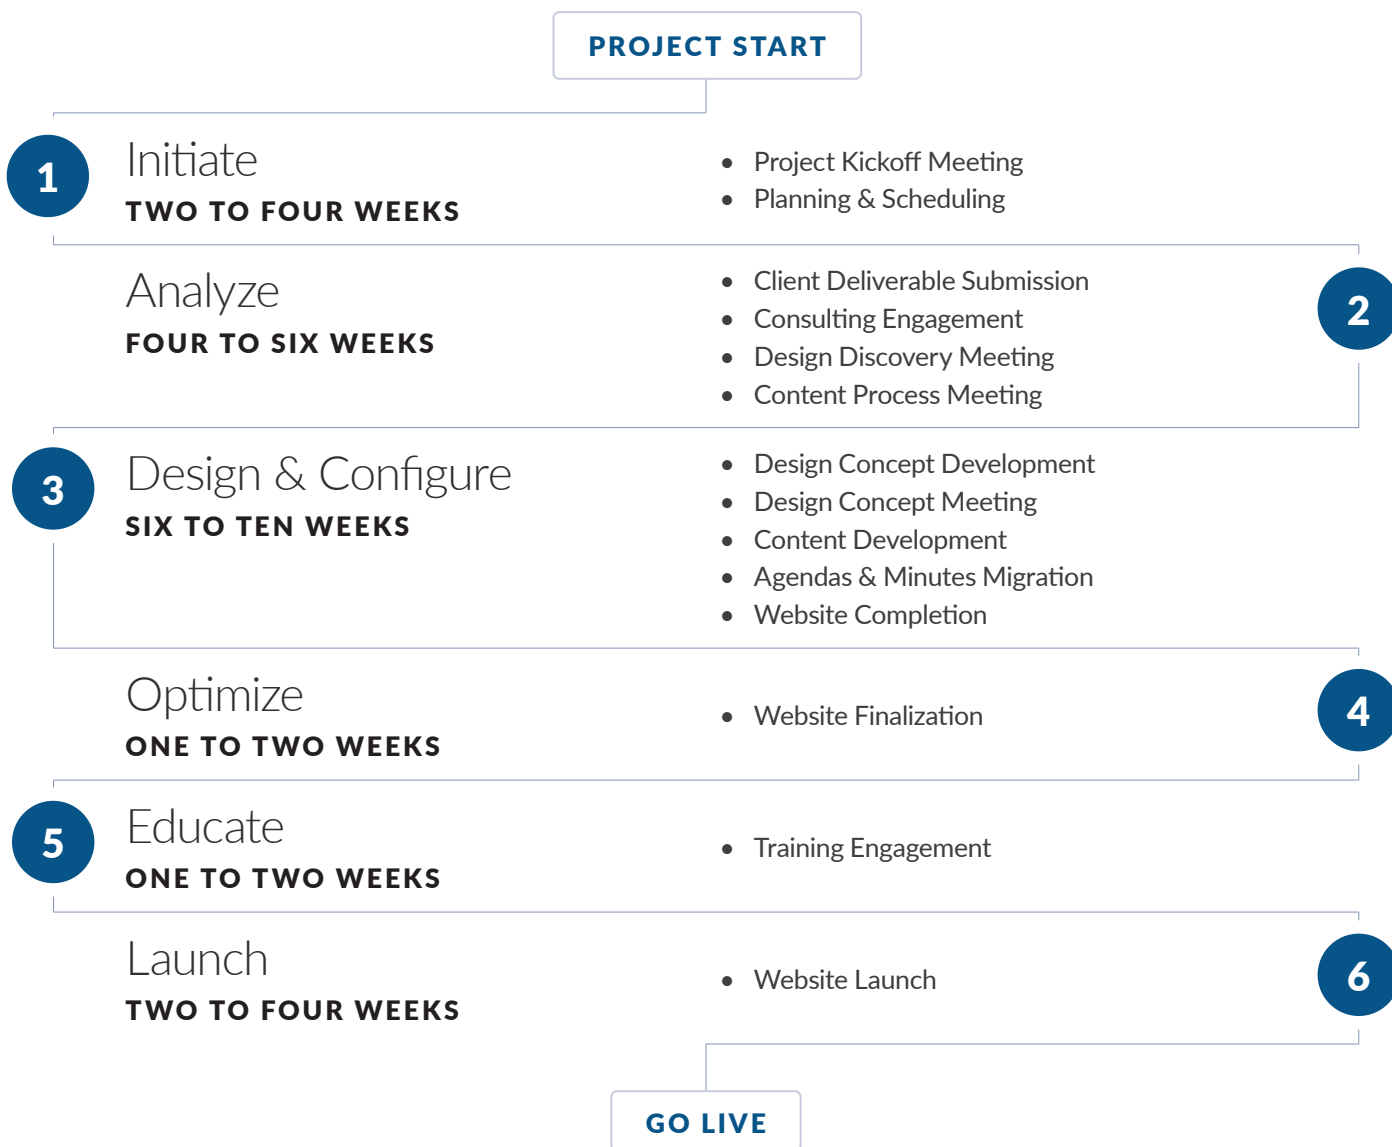 PROJECT START
1
Initiate
TWO TO FOUR WEEKS
• Project Kickoff Meeting
• Planning & Scheduling
Analyze
FOUR TO SIX WEEKS
• Client Deliverable Submission
• Consulting Engagement
• Design Discovery Meeting
• Content Process Meeting
2
3
Design & Configure
SIX TO TEN WEEKS
• Design Concept Development
• Design Concept Meeting
• Content Development
• Agendas & Minutes Migration
• Website Completion
Optimize
ONE TO TWO WEEKS
• Website Finalization
4
5
Educate
ONE TO TWO WEEKS
• Training Engagement
Launch
TWO TO FOUR WEEKS
• Website Launch
6
GO LIVE